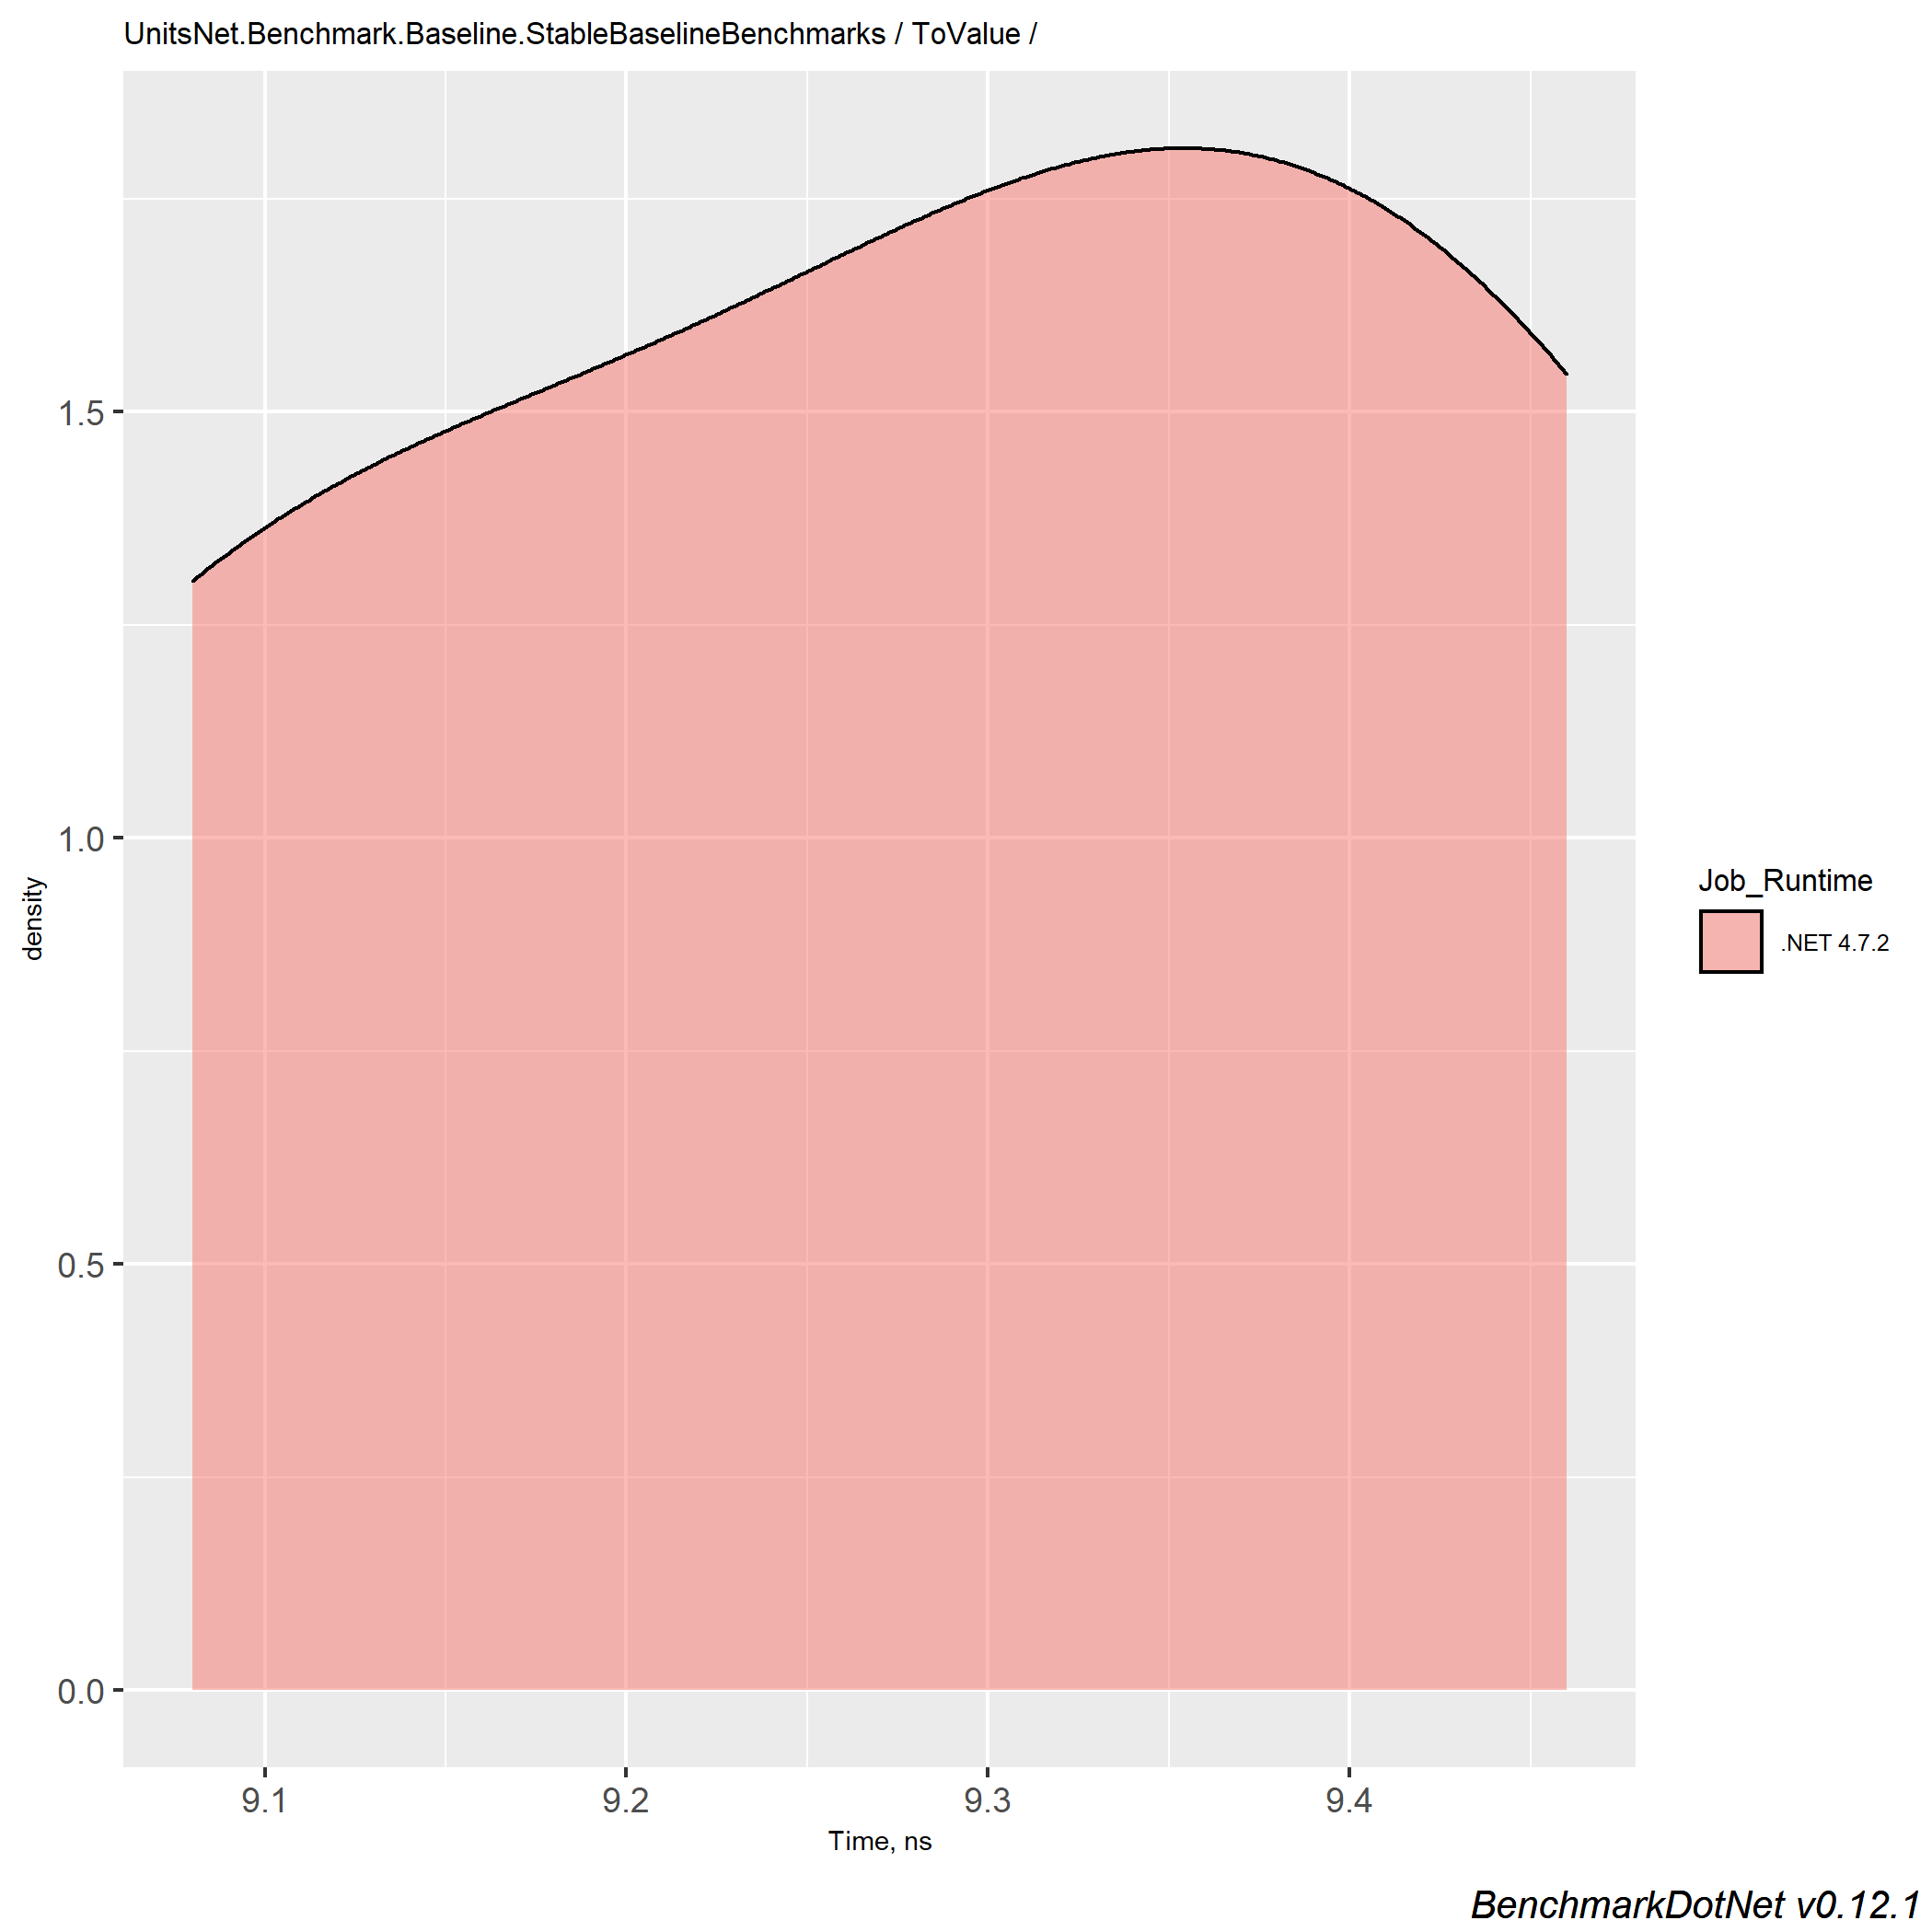 UnitsNet.Benchmark.Baseline.StableBaselineBenchmarks / ToValue /
density
1.5
1.0
0.5
0.0
9.1 9.2 9.3 9.4
Time, ns
Job_Runtime
.NET 4.7.2
BenchmarkDotNet v0.12.1